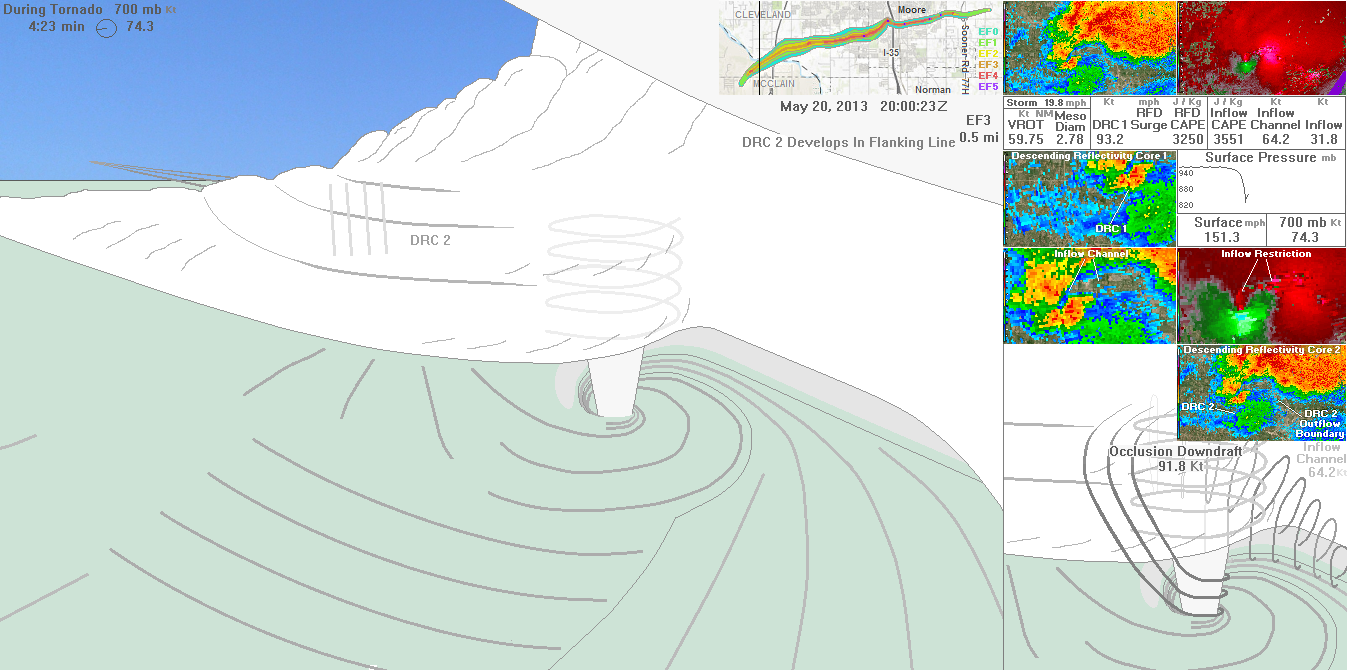 During Tornado 700 mb Kt
4:23 min 74.3
CLEVELAND
Moore
I-35
Sooner Rd 77H
MCCLAIN
Norman
EF0
EF1
EF2
EF3
EF4
EF5
May 20, 2013 20:00:23Z
EF3
0.5 mi
DRC 2 Develops In Flanking Line
DRC 2
Storm 19.8 mph
Kt NM
VROT Meso Diam
59.75 2.78
Kt
DRC 1
93.2
mph
RFD Surge
J / Kg
RFD CAPE
3250
J / Kg
Inflow CAPE
3551
Kt
Inflow Channel
64.2
Kt
Inflow
31.8
Descending Reflectivity Core 1
DRC 1
Surface Pressure mb
940
880
820
Surface mph
151.3
700 mb Kt
74.3
Inflow Channel
Inflow Restriction
Descending Reflectivity Core 2
DRC 2
DRC 2
Outflow
Boundary
Occlusion Downdraft
91.8 Kt
Inflow
Channel
64.2 Kt